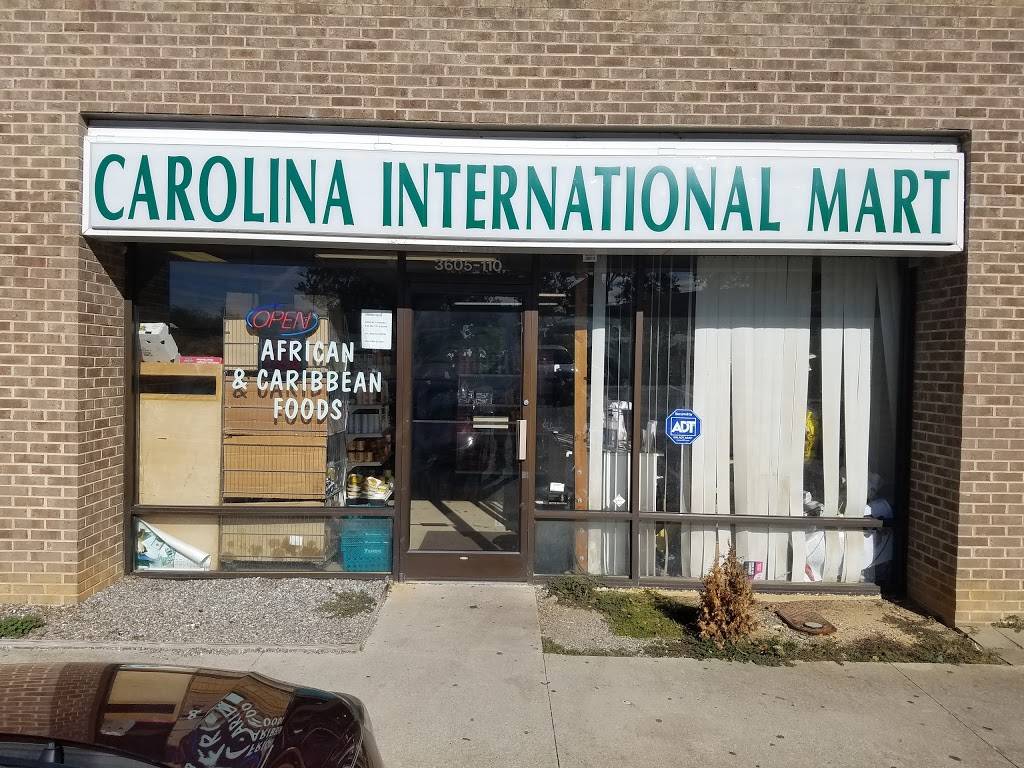 CAROLINA INTERNATIONAL MART
3605-110
OPEN
AFRICAN
& CARIBBEAN
FOODS
ADT